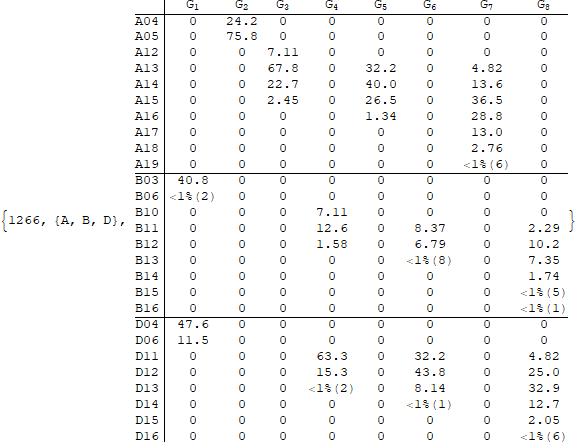 G₁ G₂ G₃ G₄ G₅ G₆ G₇ G₈
A04 0 24.2 0 0 0 0 0 0
A05 0 75.8 0 0 0 0 0 0
A12 0 0 7.11 0 0 0 0 0
A13 0 0 67.8 0 32.2 0 4.82 0
A14 0 0 22.7 0 40.0 0 13.6 0
A15 0 0 2.45 0 26.5 0 36.5 0
A16 0 0 0 0 1.34 0 28.8 0
A17 0 0 0 0 0 0 13.0 0
A18 0 0 0 0 0 0 2.76 0
A19 0 0 0 0 0 0 <1%(6) 0
B03 40.8 0 0 0 0 0 0 0
B06 <1%(2) 0 0 0 0 0 0 0
B10 0 0 0 7.11 0 0 0 0
{1266, {A, B, D}, B11 0 0 0 12.6 0 8.37 0 2.29 }
B12 0 0 0 1.58 0 6.79 0 10.2
B13 0 0 0 0 0 <1%(8) 0 7.35
B14 0 0 0 0 0 0 0 1.74
B15 0 0 0 0 0 0 0 <1%(5)
B16 0 0 0 0 0 0 0 <1%(1)
D04 47.6 0 0 0 0 0 0 0
D06 11.5 0 0 0 0 0 0 0
D11 0 0 0 63.3 0 32.2 0 4.82
D12 0 0 0 15.3 0 43.8 0 25.0
D13 0 0 0 <1%(2) 0 8.14 0 32.9
D14 0 0 0 0 0 <1%(1) 0 12.7
D15 0 0 0 0 0 0 0 2.05
D16 0 0 0 0 0 0 0 <1%(6)